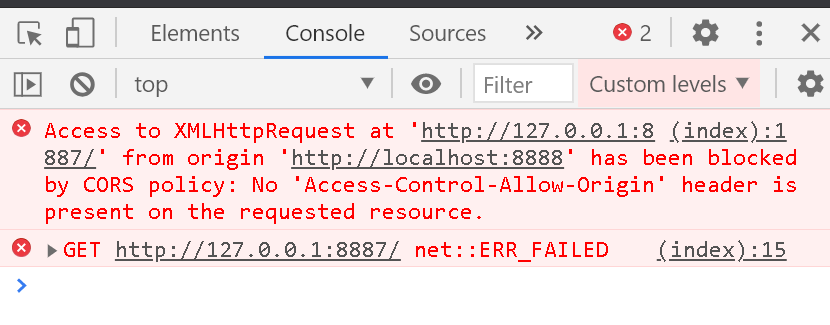 Elements Console Sources 2
top Filter Custom levels
Access to XMLHttpRequest at 'http://127.0.0.1:8 (index):1
887/' from origin 'http://localhost:8888' has been blocked
by CORS policy: No 'Access-Control-Allow-Origin' header is
present on the requested resource.
GET http://127.0.0.1:8887/ net::ERR_FAILED (index):15